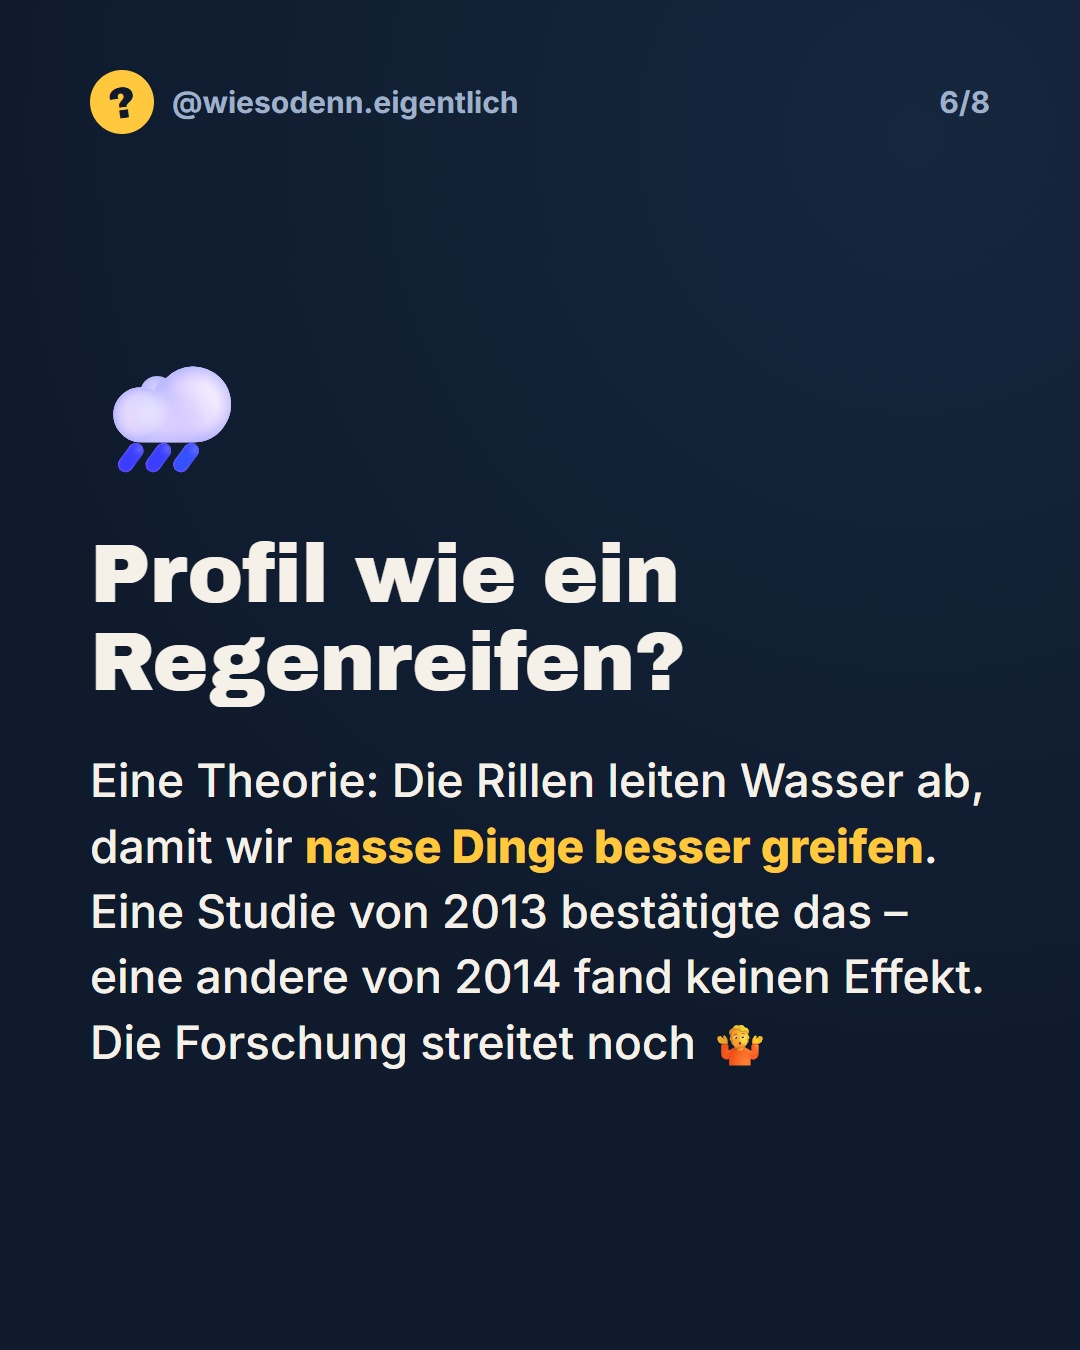 ?
@wiesodenn.eigentlich
6/8
Profil wie ein
Regenreifen?
Eine Theorie: Die Rillen leiten Wasser ab,
damit wir nasse Dinge besser greifen.
Eine Studie von 2013 bestätigte das –
eine andere von 2014 fand keinen Effekt.
Die Forschung streitet noch 🤷